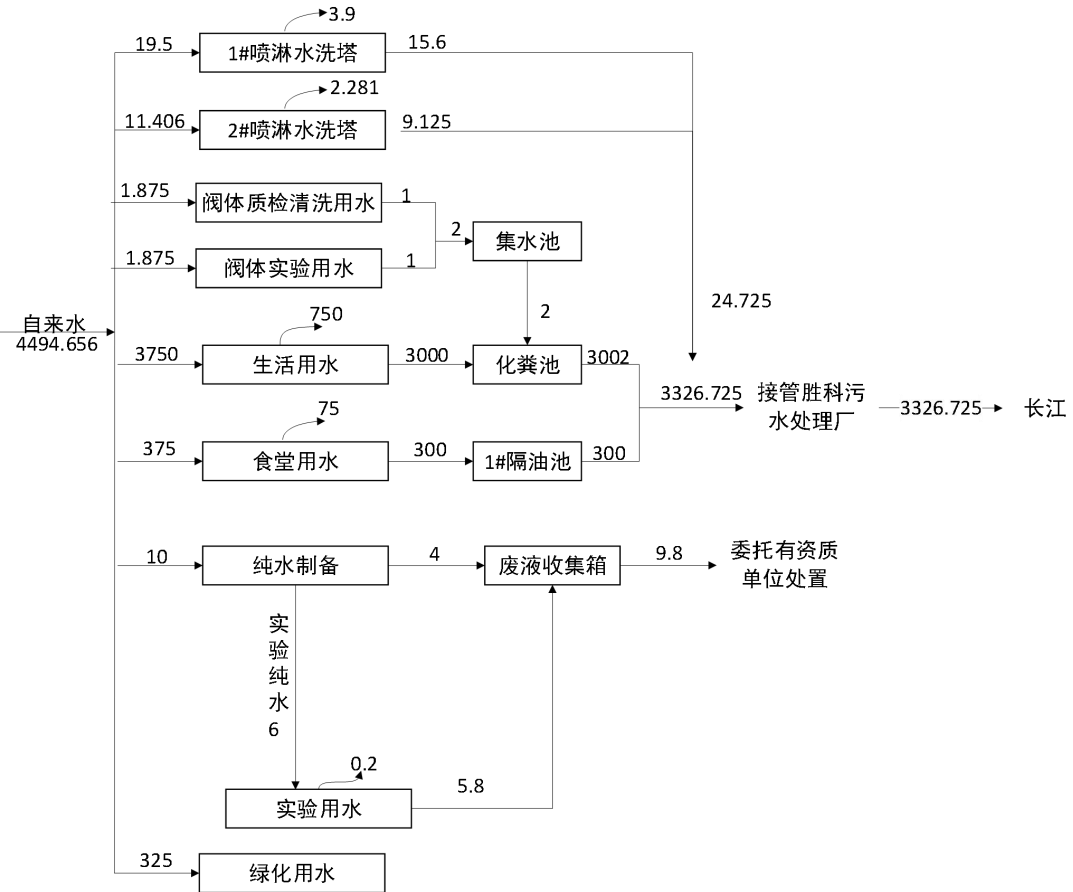 3.9
19.5
1#喷淋水洗塔
15.6
2.281
11.406
2#喷淋水洗塔
9.125
1.875
阀体质检清洗用水
1
2
集水池
1.875
阀体实验用水
1
24.725
2
自来水
4494.656
750
3750
生活用水
3000
化粪池
3002
3326.725
接管胜科污
水处理厂
3326.725
长江
75
375
食堂用水
300
1#隔油池
300
10
纯水制备
4
废液收集箱
9.8
委托有资质
单位处置
实
验
纯
水
6
0.2
实验用水
5.8
325
绿化用水